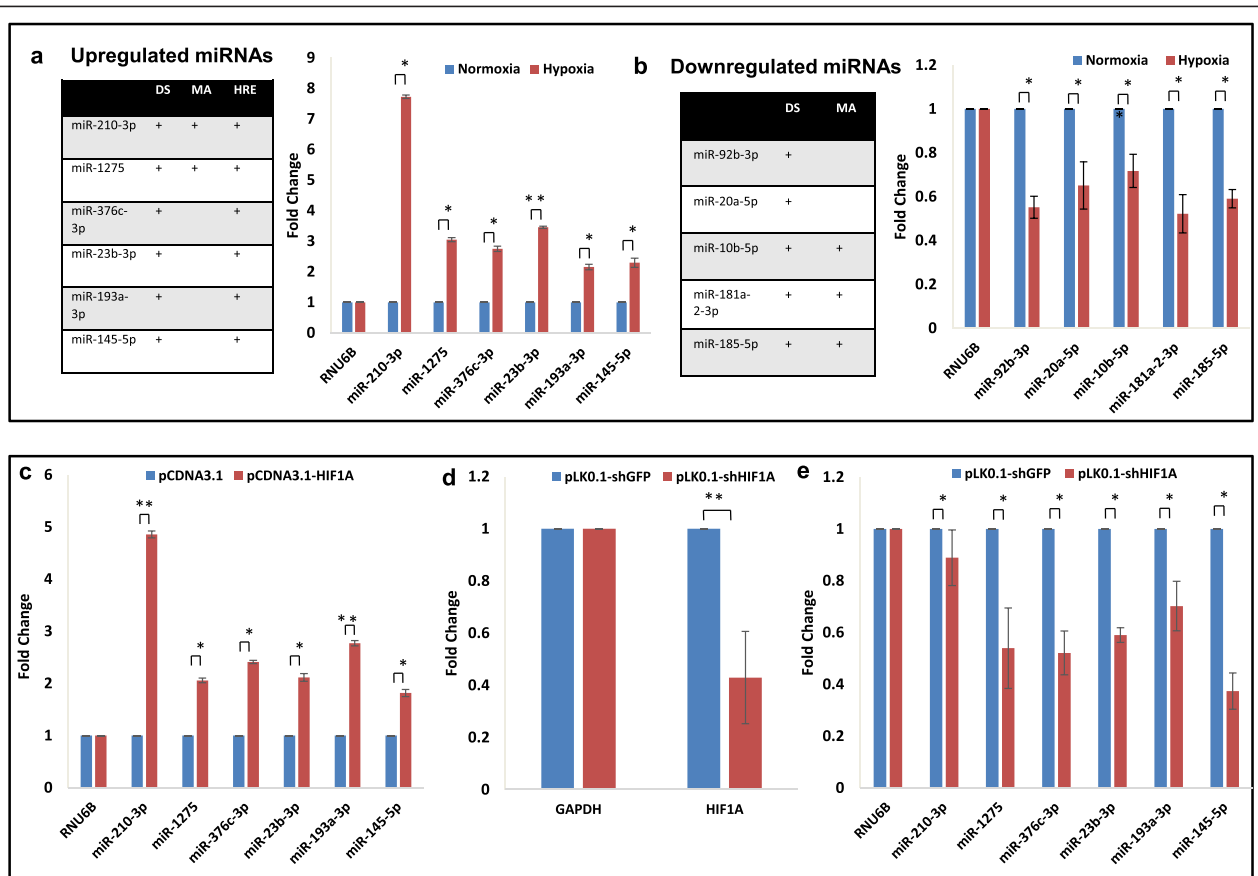 a Upregulated miRNAs
DS MA HRE
miR-210-3p + + +
miR-1275 + + +
miR-376c-
3p + +
miR-23b-3p + +
miR-193a-
3p + +
miR-145-5p + +
Normoxia Hypoxia
Fold Change
9
8
7
6
5
4
3
2
1
0
*
*
*
**
*
*
RNU6B
miR-210-3p
miR-1275
miR-376c-3p
miR-23b-3p
miR-193a-3p
miR-145-5p
b Downregulated miRNAs
DS MA
miR-92b-3p +
miR-20a-5p +
miR-10b-5p + +
miR-181a-
2-3p + +
miR-185-5p + +
Normoxia Hypoxia
Fold Change
1.2
1
0.8
0.6
0.4
0.2
0
*
*
*
*
*
*
RNU6B
miR-92b-3p
miR-20a-5p
miR-10b-5p
miR-181a-2-3p
miR-185-5p
c
pCDNA3.1 pCDNA3.1-HIF1A
Fold Change
6
5
4
3
2
1
0
**
*
*
*
**
*
RNU6B
miR-210-3p
miR-1275
miR-376c-3p
miR-23b-3p
miR-193a-3p
miR-145-5p
d
pLK0.1-shGFP pLK0.1-shHIF1A
Fold Change
1.2
1
0.8
0.6
0.4
0.2
0
**
GAPDH HIF1A
e
pLK0.1-shGFP pLK0.1-shHIF1A
Fold Change
1.2
1
0.8
0.6
0.4
0.2
0
*
*
*
*
*
*
RNU6B
miR-210-3p
miR-1275
miR-376c-3p
miR-23b-3p
miR-193a-3p
miR-145-5p